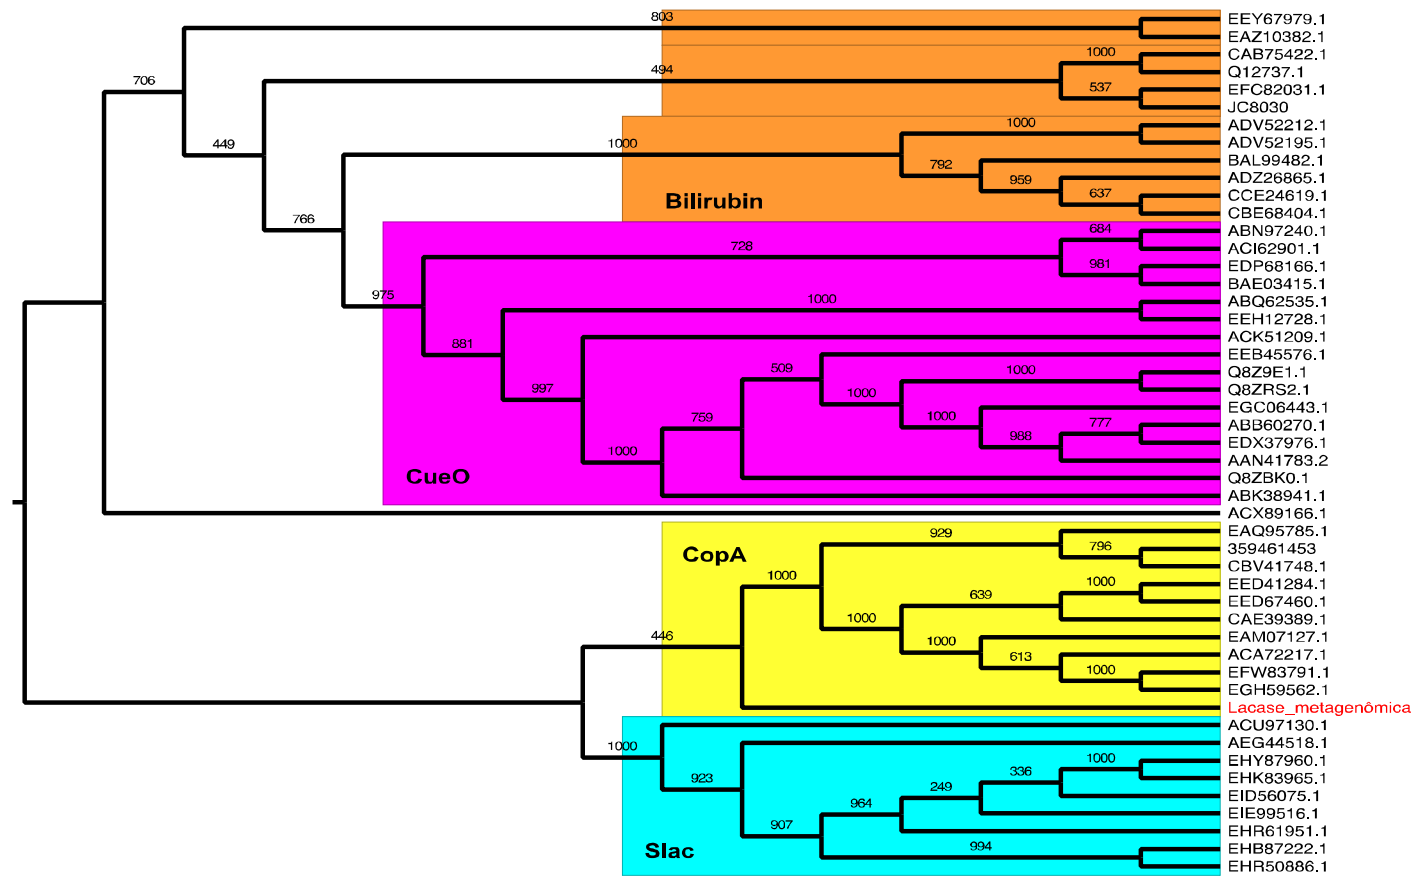 803
EEY67979.1
EAZ10382.1
CAB75422.1
1000
494
Q12737.1
706
EFC82031.1
537
JC8030
ADV52212.1
1000
ADV52195.1
449
1000
BAL99482.1
792
ADZ26865.1
959
CCE24619.1
637
Bilirubin
CBE68404.1
766
ABN97240.1
684
ACI62901.1
728
EDP68166.1
981
BAE03415.1
975
ABQ62535.1
1000
EEH12728.1
ACK51209.1
881
EEB45576.1
509
Q8Z9E1.1
1000
Q8ZRS2.1
997
1000
EGC06443.1
759
1000
ABB60270.1
777
EDX37976.1
988
1000
AAN41783.2
CueO
Q8ZBK0.1
ABK38941.1
ACX89166.1
EAQ95785.1
929
CopA
359461453
796
CBV41748.1
1000
EED41284.1
1000
639
EED67460.1
CAE39389.1
1000
446
EAM07127.1
1000
ACA72217.1
613
EFW83791.1
1000
EGH59562.1
Lacase_metagenômica
ACU97130.1
1000
AEG44518.1
EHY87960.1
1000
923
336
EHK83965.1
249
EID56075.1
964
EIE99516.1
907
EHR61951.1
Slac
994
EHB87222.1
EHR50886.1